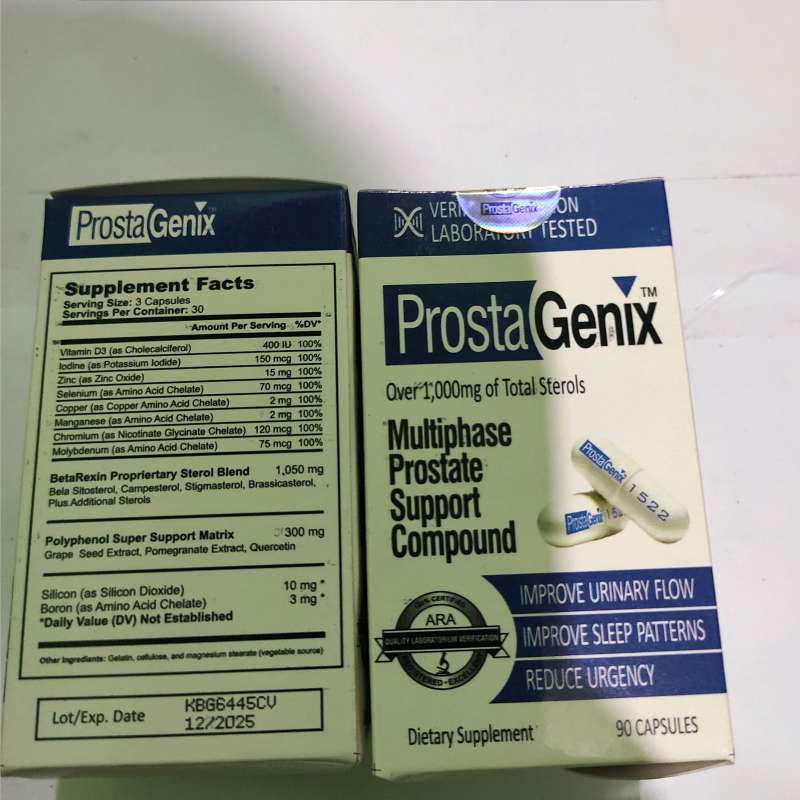 ProstaGenix
Supplement Facts
Serving Size: 3 Capsules
Servings Per Container: 30
Amount Per Serving %DV*
Vitamin D3 (as Cholecalciferol) 400 IU 100%
Iodine (as Potassium Iodide) 150 mcg 100%
Zinc (as Zinc Oxide) 15 mg 100%
Selenium (as Amino Acid Chelate) 70 mcg 100%
Copper (as Copper Amino Acid Chelate) 2 mg 100%
Manganese (as Amino Acid Chelate) 2 mg 100%
Chromium (as Nicotinate Glycinate Chelate) 120 mcg 100%
Molybdenum (as Amino Acid Chelate) 75 mcg 100%
BetaRexin Propriertary Sterol Blend 1,050 mg
Bela Sitosterol, Campesterol, Stigmasterol, Brassicasterol,
Plus Additional Sterols
Polyphenol Super Support Matrix 300 mg
Grape Seed Extract, Pomegranate Extract, Quercetin
Silicon (as Silicon Dioxide) 10 mg *
Boron (as Amino Acid Chelate) 3 mg *
*Daily Value (DV) Not Established
Other Ingredients: Gelatin, cellulose, and magnesium stearate (vegetable source)
Lot/Exp. Date KBG6445CV
12/2025
ProstaGenix
LABORATORY TESTED
ProstaGenix™
Over 1,000mg of Total Sterols
Multiphase
Prostate
Support
Compound
ProstaGenix 1522
ProstaGenix 152
ARA
QUALITY LABORATORIUM VERIFICATION
IMPROVE URINARY FLOW
IMPROVE SLEEP PATTERNS
REDUCE URGENCY
Dietary Supplement 90 CAPSULES